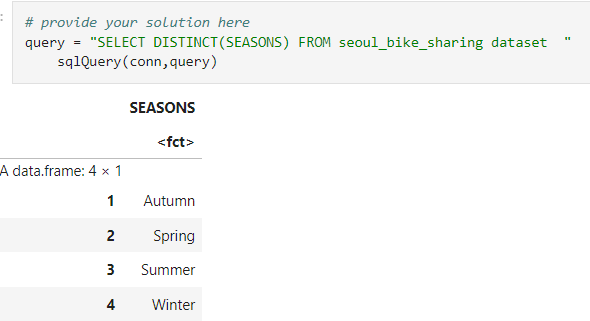 :
# provide your solution here
query = "SELECT DISTINCT(SEASONS) FROM seoul_bike_sharing dataset  "
    sqlQuery(conn,query)
SEASONS
<fct>
A data.frame: 4 × 1
1 Autumn
2 Spring
3 Summer
4 Winter